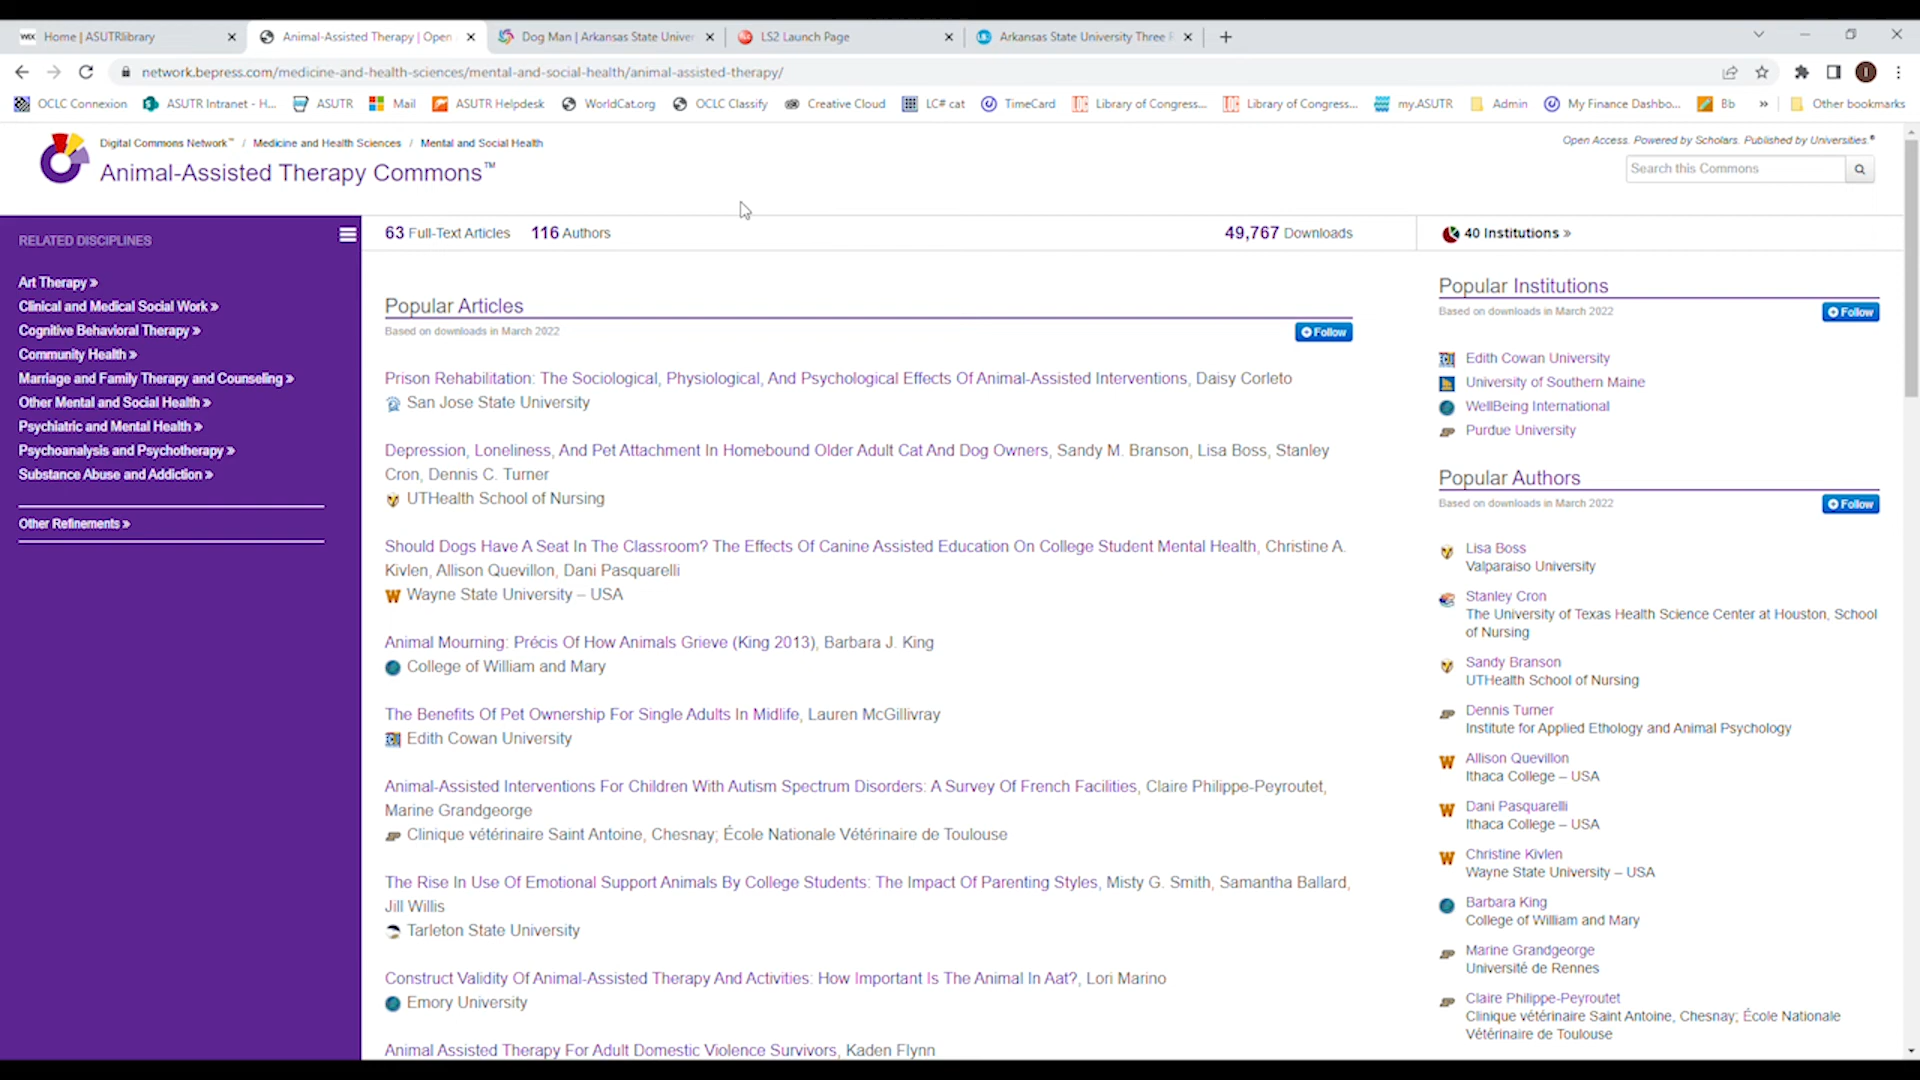 Home | ASUTRlibrary
Animal-Assisted Therapy | Open
Dog Man | Arkansas State Univer
LS2 Launch Page
Arkansas State University Three R
network.bepress.com/medicine-and-health-sciences/mental-and-social-health/animal-assisted-therapy/
OCLC Connexion
ASUTR Intranet - H...
ASUTR
Mail
ASUTR Helpdesk
WorldCat.org
OCLC Classify
Creative Cloud
LC# cat
TimeCard
Library of Congress...
Library of Congress...
my.ASUTR
Admin
My Finance Dashbo...
Bb
»
Other bookmarks
Digital Commons Network™ / Medicine and Health Sciences / Mental and Social Health
Animal-Assisted Therapy Commons™
Open Access. Powered by Scholars. Published by Universities.®
Search this Commons
RELATED DISCIPLINES
Art Therapy »
Clinical and Medical Social Work »
Cognitive Behavioral Therapy »
Community Health »
Marriage and Family Therapy and Counseling »
Other Mental and Social Health »
Psychiatric and Mental Health »
Psychoanalysis and Psychotherapy »
Substance Abuse and Addiction »
Other Refinements »
63 Full-Text Articles 116 Authors
49,767 Downloads
40 Institutions »
Popular Articles
Based on downloads in March 2022
Follow
Prison Rehabilitation: The Sociological, Physiological, And Psychological Effects Of Animal-Assisted Interventions, Daisy Corleto
San Jose State University
Depression, Loneliness, And Pet Attachment In Homebound Older Adult Cat And Dog Owners, Sandy M. Branson, Lisa Boss, Stanley
Cron, Dennis C. Turner
UTHealth School of Nursing
Should Dogs Have A Seat In The Classroom? The Effects Of Canine Assisted Education On College Student Mental Health, Christine A.
Kivlen, Allison Quevillon, Dani Pasquarelli
Wayne State University – USA
Animal Mourning: Précis Of How Animals Grieve (King 2013), Barbara J. King
College of William and Mary
The Benefits Of Pet Ownership For Single Adults In Midlife, Lauren McGillivray
Edith Cowan University
Animal-Assisted Interventions For Children With Autism Spectrum Disorders: A Survey Of French Facilities, Claire Philippe-Peyroutet,
Marine Grandgeorge
Clinique vétérinaire Saint Antoine, Chesnay; École Nationale Vétérinaire de Toulouse
The Rise In Use Of Emotional Support Animals By College Students: The Impact Of Parenting Styles, Misty G. Smith, Samantha Ballard,
Jill Willis
Tarleton State University
Construct Validity Of Animal-Assisted Therapy And Activities: How Important Is The Animal In Aat?, Lori Marino
Emory University
Animal Assisted Therapy For Adult Domestic Violence Survivors, Kaden Flynn
Popular Institutions
Based on downloads in March 2022
Follow
Edith Cowan University
University of Southern Maine
WellBeing International
Purdue University
Popular Authors
Based on downloads in March 2022
Follow
Lisa Boss
Valparaiso University
Stanley Cron
The University of Texas Health Science Center at Houston, School
of Nursing
Sandy Branson
UTHealth School of Nursing
Dennis Turner
Institute for Applied Ethology and Animal Psychology
Allison Quevillon
Ithaca College – USA
Dani Pasquarelli
Ithaca College – USA
Christine Kivlen
Wayne State University – USA
Barbara King
College of William and Mary
Marine Grandgeorge
Université de Rennes
Claire Philippe-Peyroutet
Clinique vétérinaire Saint Antoine, Chesnay; École Nationale
Vétérinaire de Toulouse